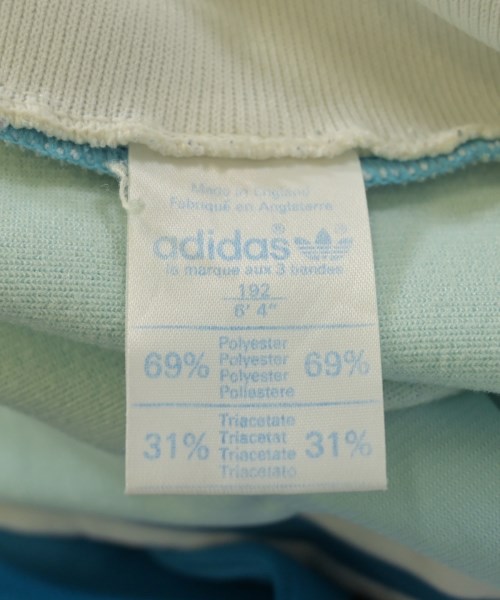 Made in England
Fabriqué en Angleterre
adidas®®
la marque aux 3 bandes
192
6' 4"
69% Polyester 69%
Polyester
Polyester
Poliestere
31% Triacetate 31%
Triacetat
Triacetate
Triacetato